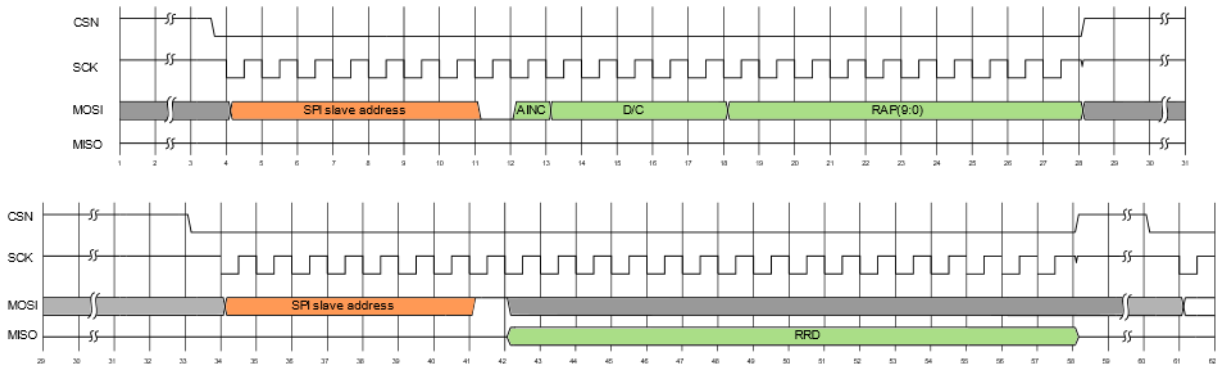 CSN
SCK
MOSI SPI slave address AINC D/C RAP(9:0)
MISO
1 2 3 4 5 6 7 8 9 10 11 12 13 14 15 16 17 18 19 20 21 22 23 24 25 26 27 28 29 30 31
CSN
SCK
MOSI SPI slave address
MISO RRD
29 30 31 32 33 34 35 36 37 38 39 40 41 42 43 44 45 46 47 48 49 50 51 52 53 54 55 56 57 58 59 60 61 62